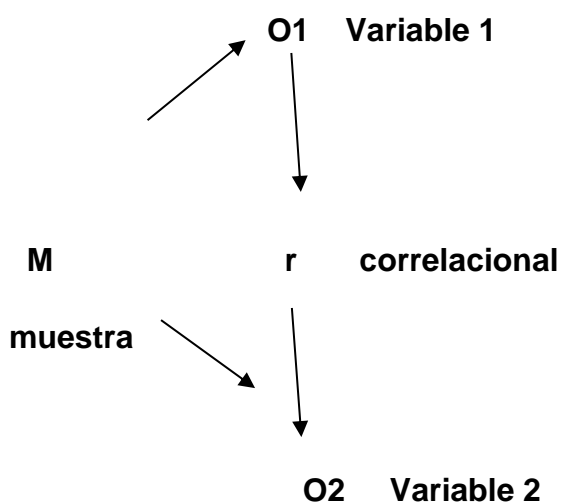 O1 Variable 1
M r correlacional
muestra
O2 Variable 2